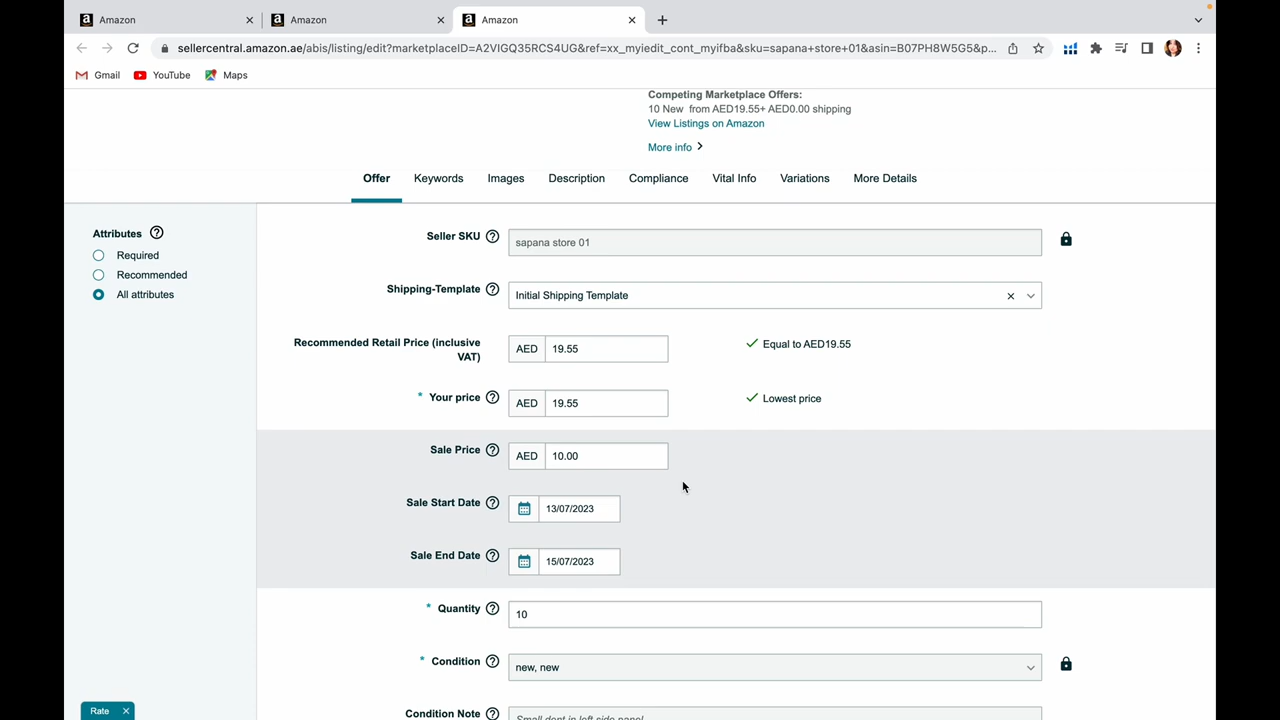 Amazon
Amazon
Amazon
sellercentral.amazon.ae/abis/listing/edit?marketplaceID=A2VIGQ35RCS4UG&ref=xx_myiedit_cont_myifba&sku=sapana+store+01&asin=B07PH8W5G5&p...
Gmail YouTube Maps
Competing Marketplace Offers:
10 New from AED19.55+ AED0.00 shipping
View Listings on Amazon
More info
Offer Keywords Images Description Compliance Vital Info Variations More Details
Attributes
Required
Recommended
All attributes
Seller SKU sapana store 01
Shipping-Template Initial Shipping Template
Recommended Retail Price (inclusive
VAT)
AED 19.55 Equal to AED19.55
* Your price AED 19.55 Lowest price
Sale Price AED 10.00
Sale Start Date 13/07/2023
Sale End Date 15/07/2023
* Quantity 10
* Condition new, new
Condition Note Small dent in left side panel
Rate